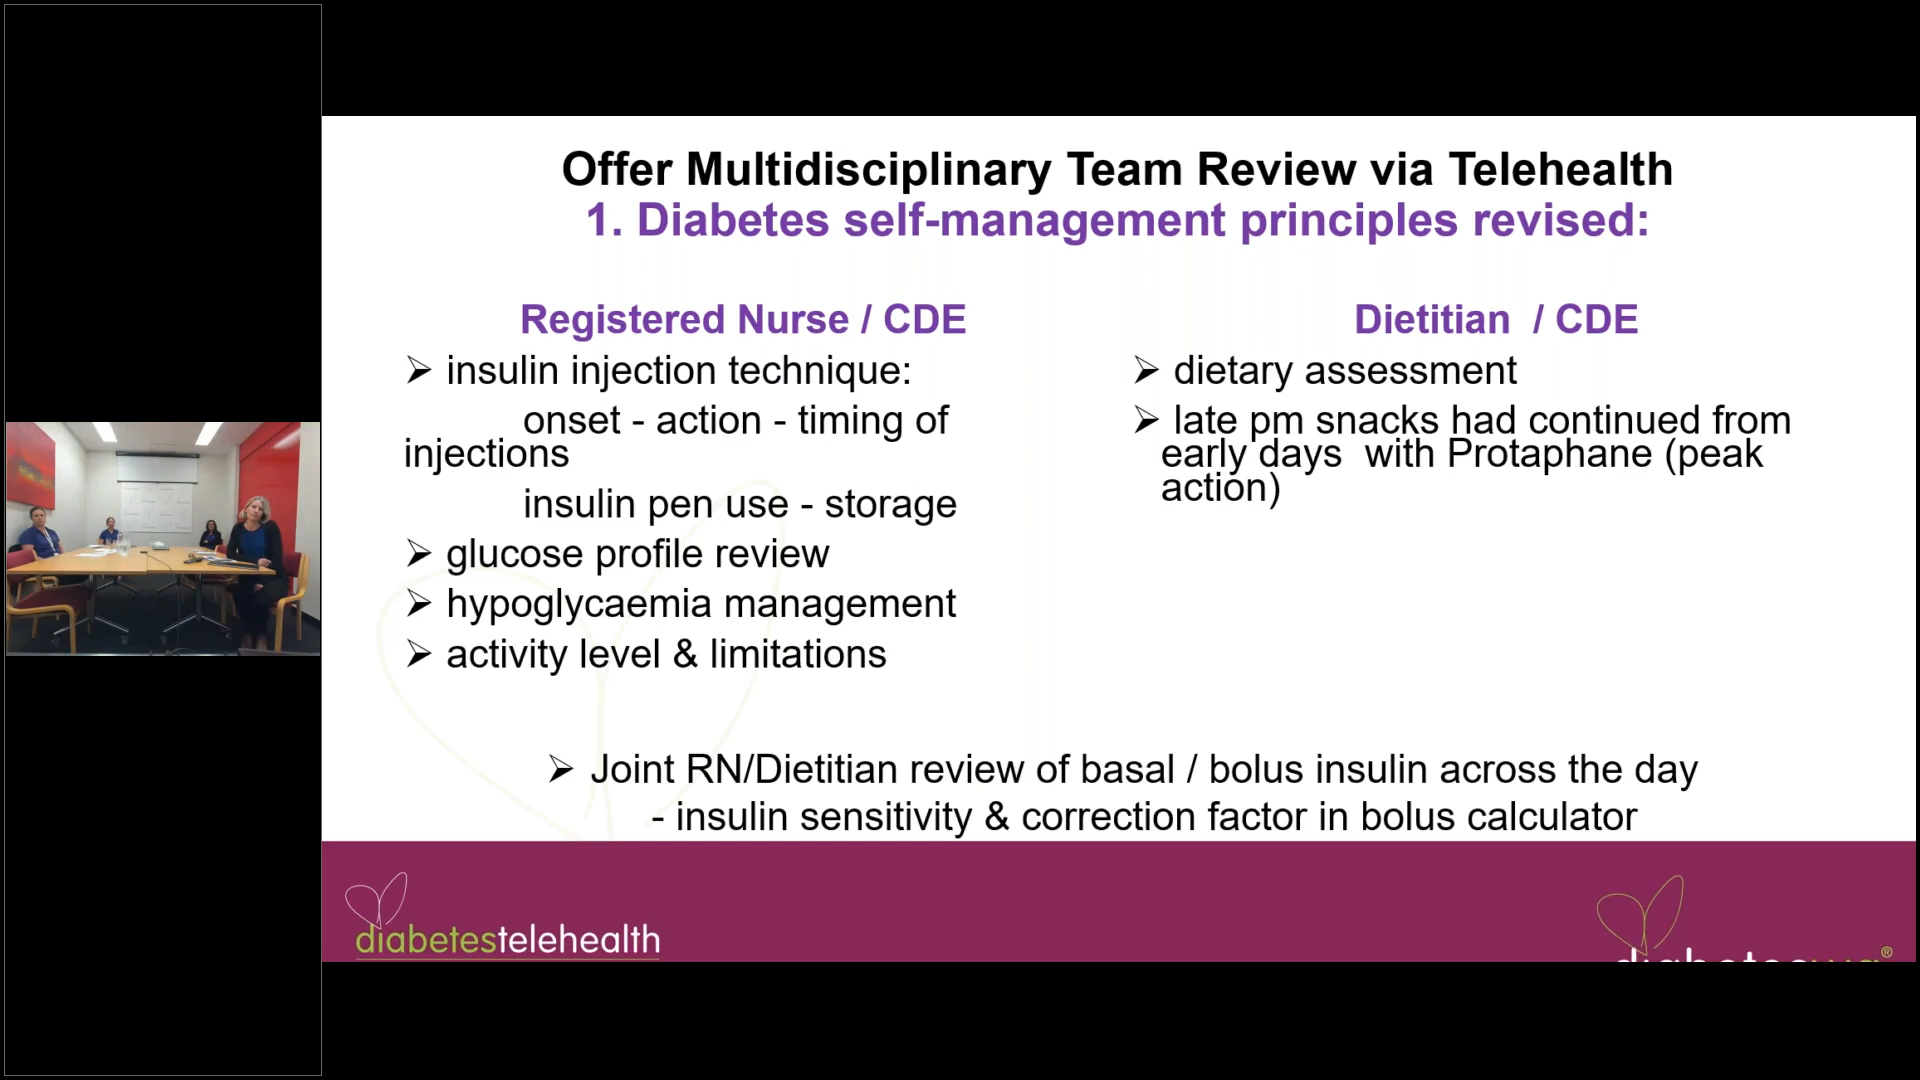 Offer Multidisciplinary Team Review via Telehealth
1. Diabetes self-management principles revised:
Registered Nurse / CDE
➢ insulin injection technique:
onset - action - timing of
injections
insulin pen use - storage
➢ glucose profile review
➢ hypoglycaemia management
➢ activity level & limitations
Dietitian / CDE
➢ dietary assessment
➢ late pm snacks had continued from
early days with Protaphane (peak
action)
➢ Joint RN/Dietitian review of basal / bolus insulin across the day
- insulin sensitivity & correction factor in bolus calculator
diabetestelehealth